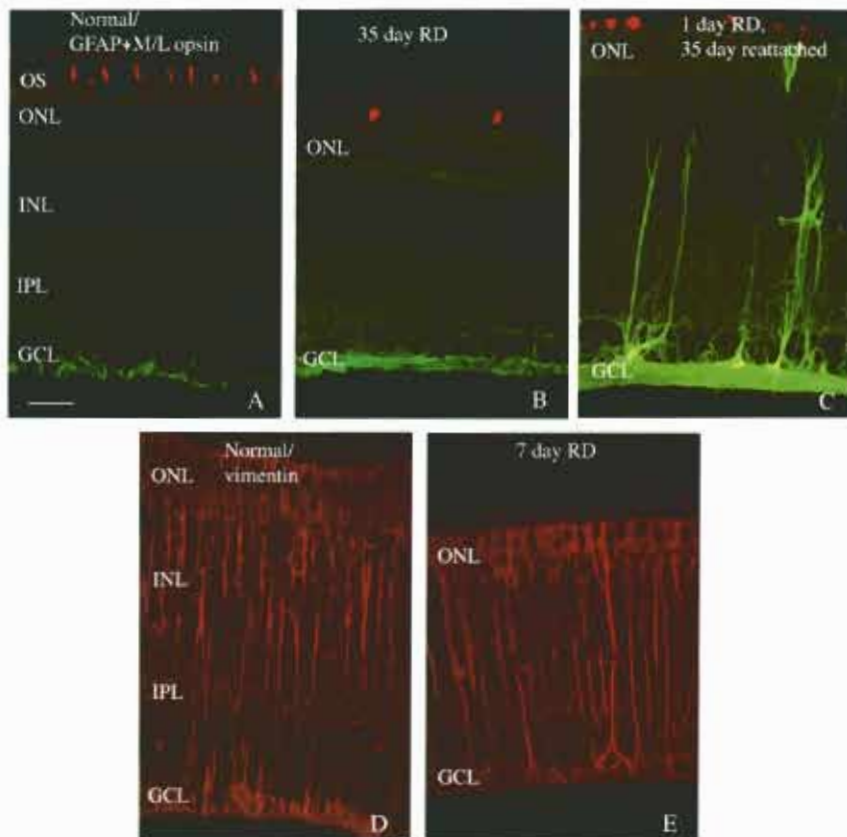 Normal/
GFAP+M/L opsin
OS
ONL
INL
IPL
GCL
A
35 day RD
ONL
GCL
B
1 day RD,
35 day reattached
ONL
GCL
C
Normal/
vimentin
ONL
INL
IPL
GCL
D
7 day RD
ONL
GCL
E